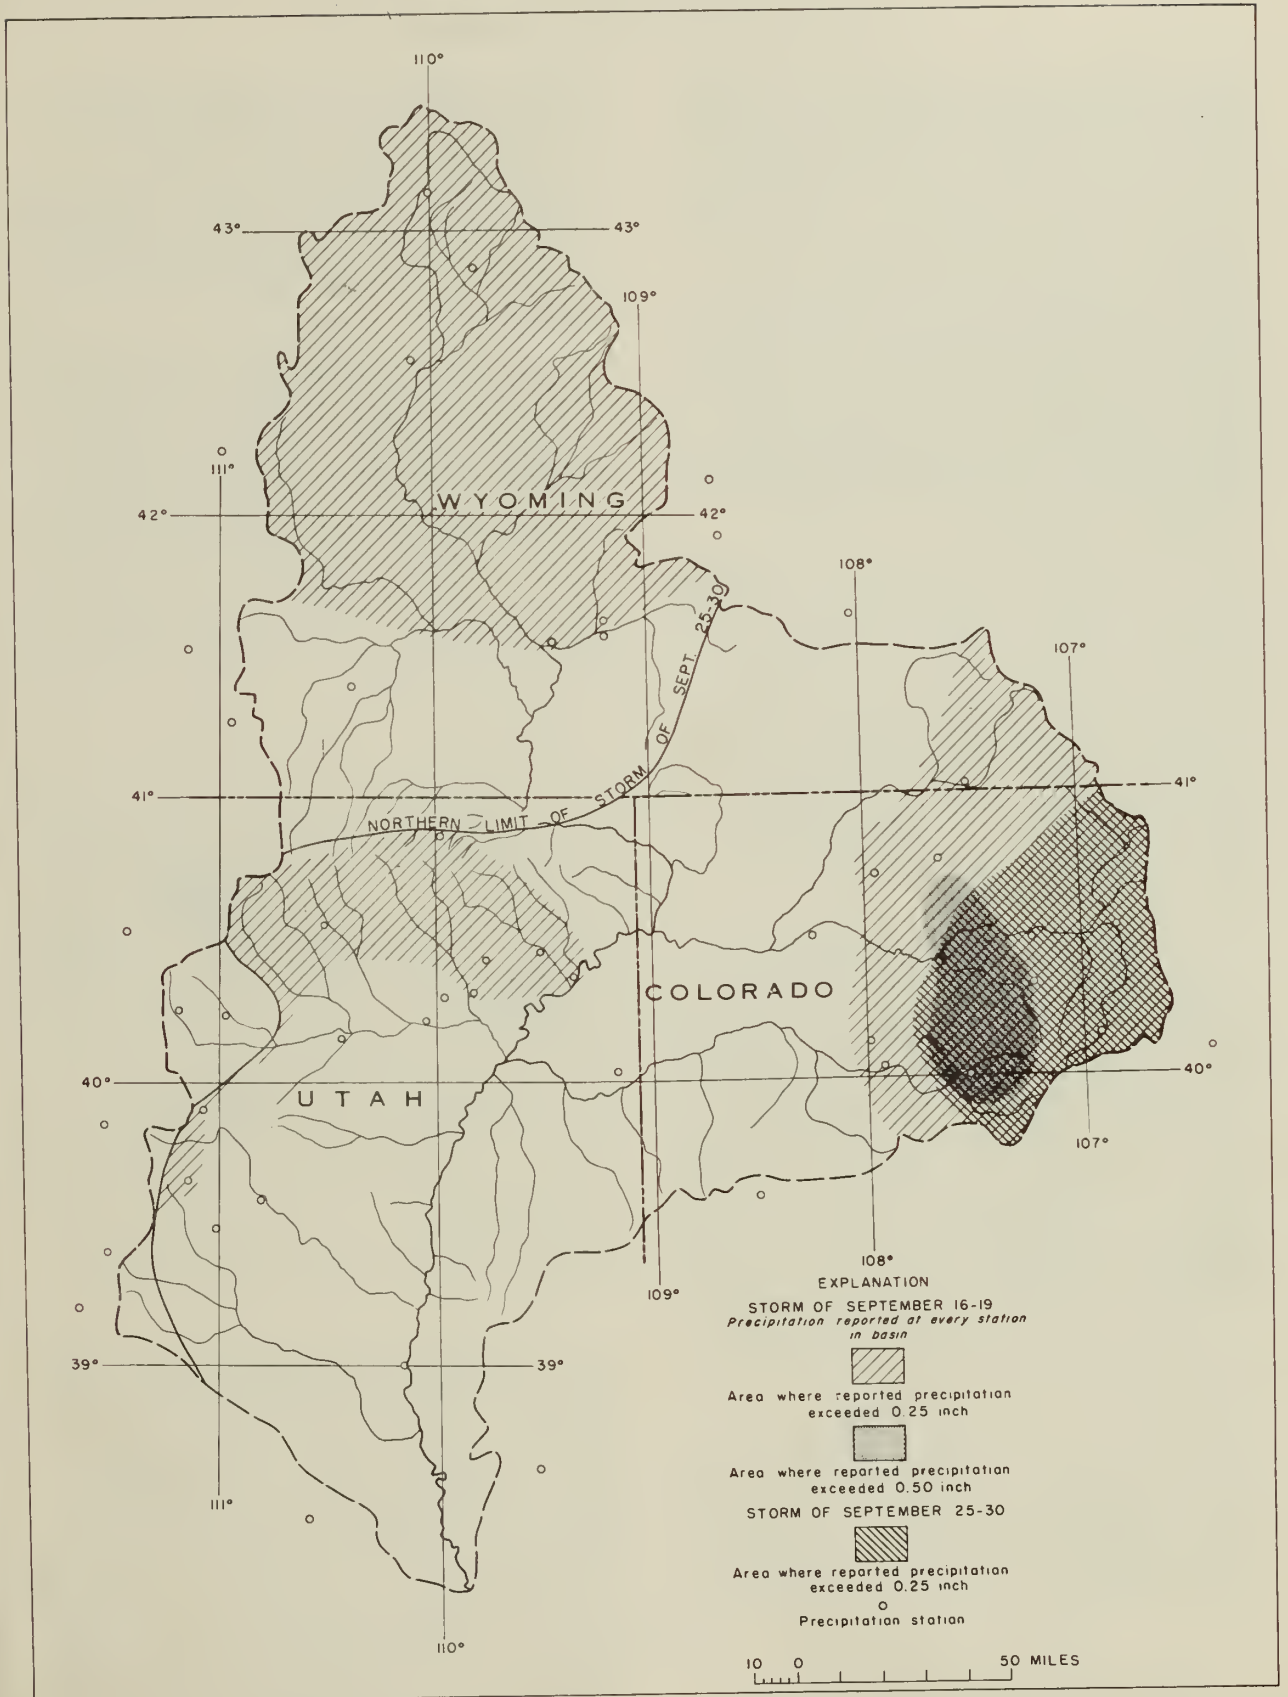 110°
43°
43°
109°
111°
WYOMING
42°
42°
108°
107°
NORTHERN LIMIT OF STORM OF SEPT. 25-30
41°
41°
COLORADO
40°
UTAH
40°
107°
108°
109°
39°
39°
111°
110°
EXPLANATION
STORM OF SEPTEMBER 16-19
Precipitation reported at every station
in basin
Area where reported precipitation
exceeded 0.25 inch
Area where reported precipitation
exceeded 0.50 inch
STORM OF SEPTEMBER 25-30
Area where reported precipitation
exceeded 0.25 inch
Precipitation station
10 0 50 MILES